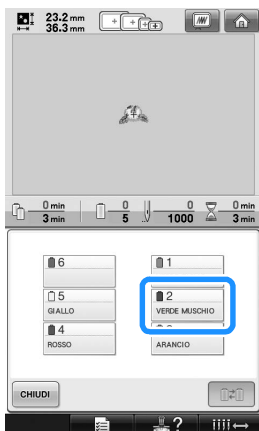 23.2 mm
36.3 mm
0 min
3 min
0
5
0
1000
0 min
3 min
6
1
5
GIALLO
2
VERDE MUSCHIO
4
ROSSO
ARANCIO
CHIUDI
?